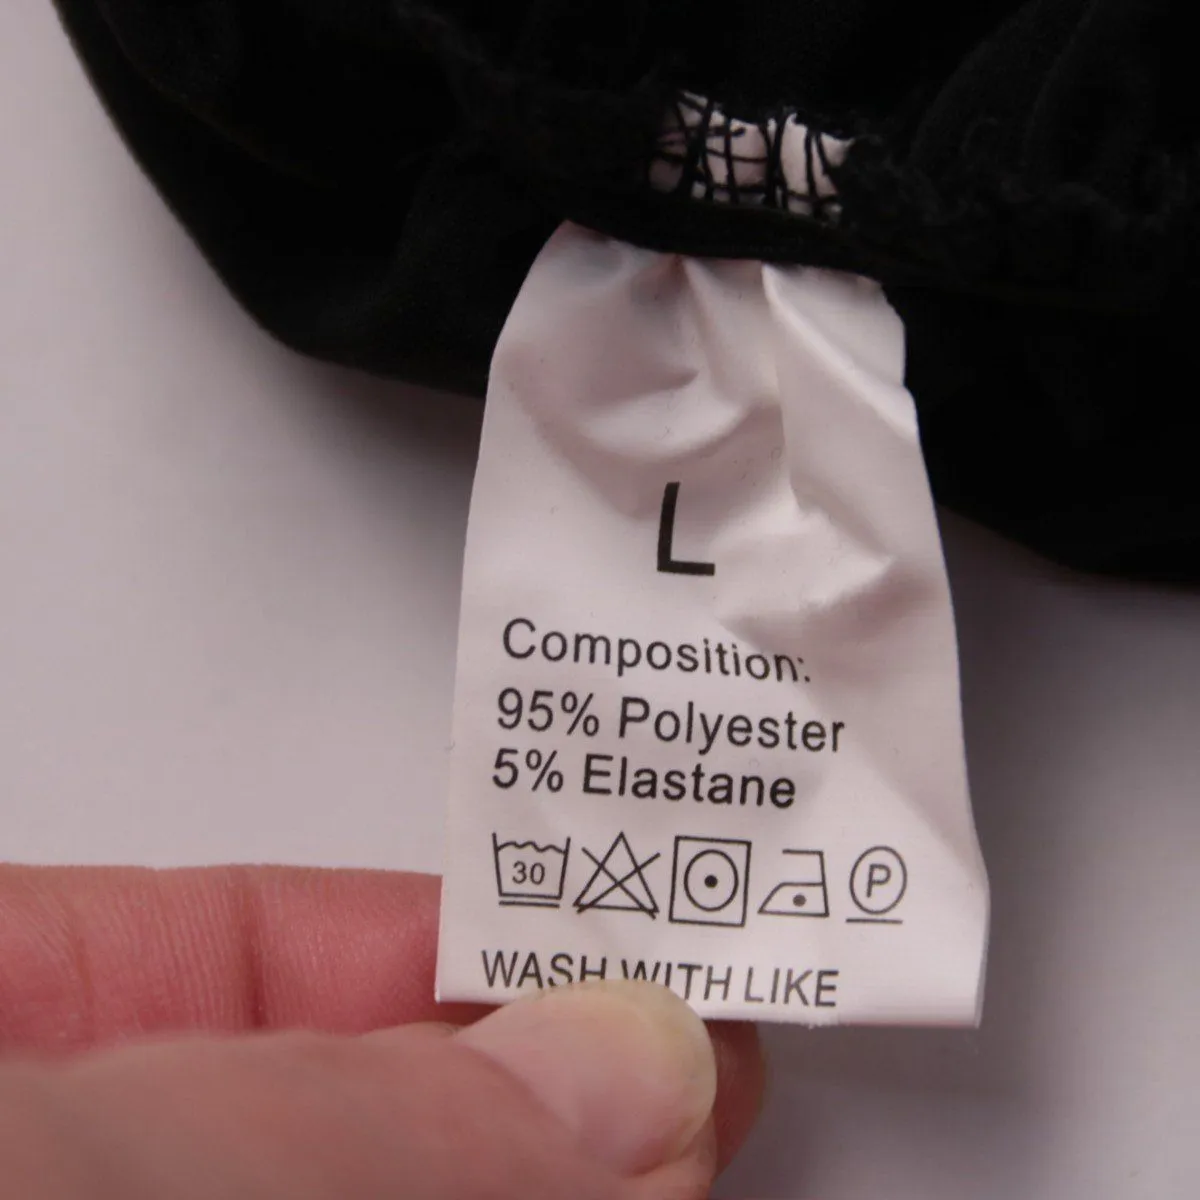 L
Composition:
95% Polyester
5% Elastane
30 P
WASH WITH LIKE